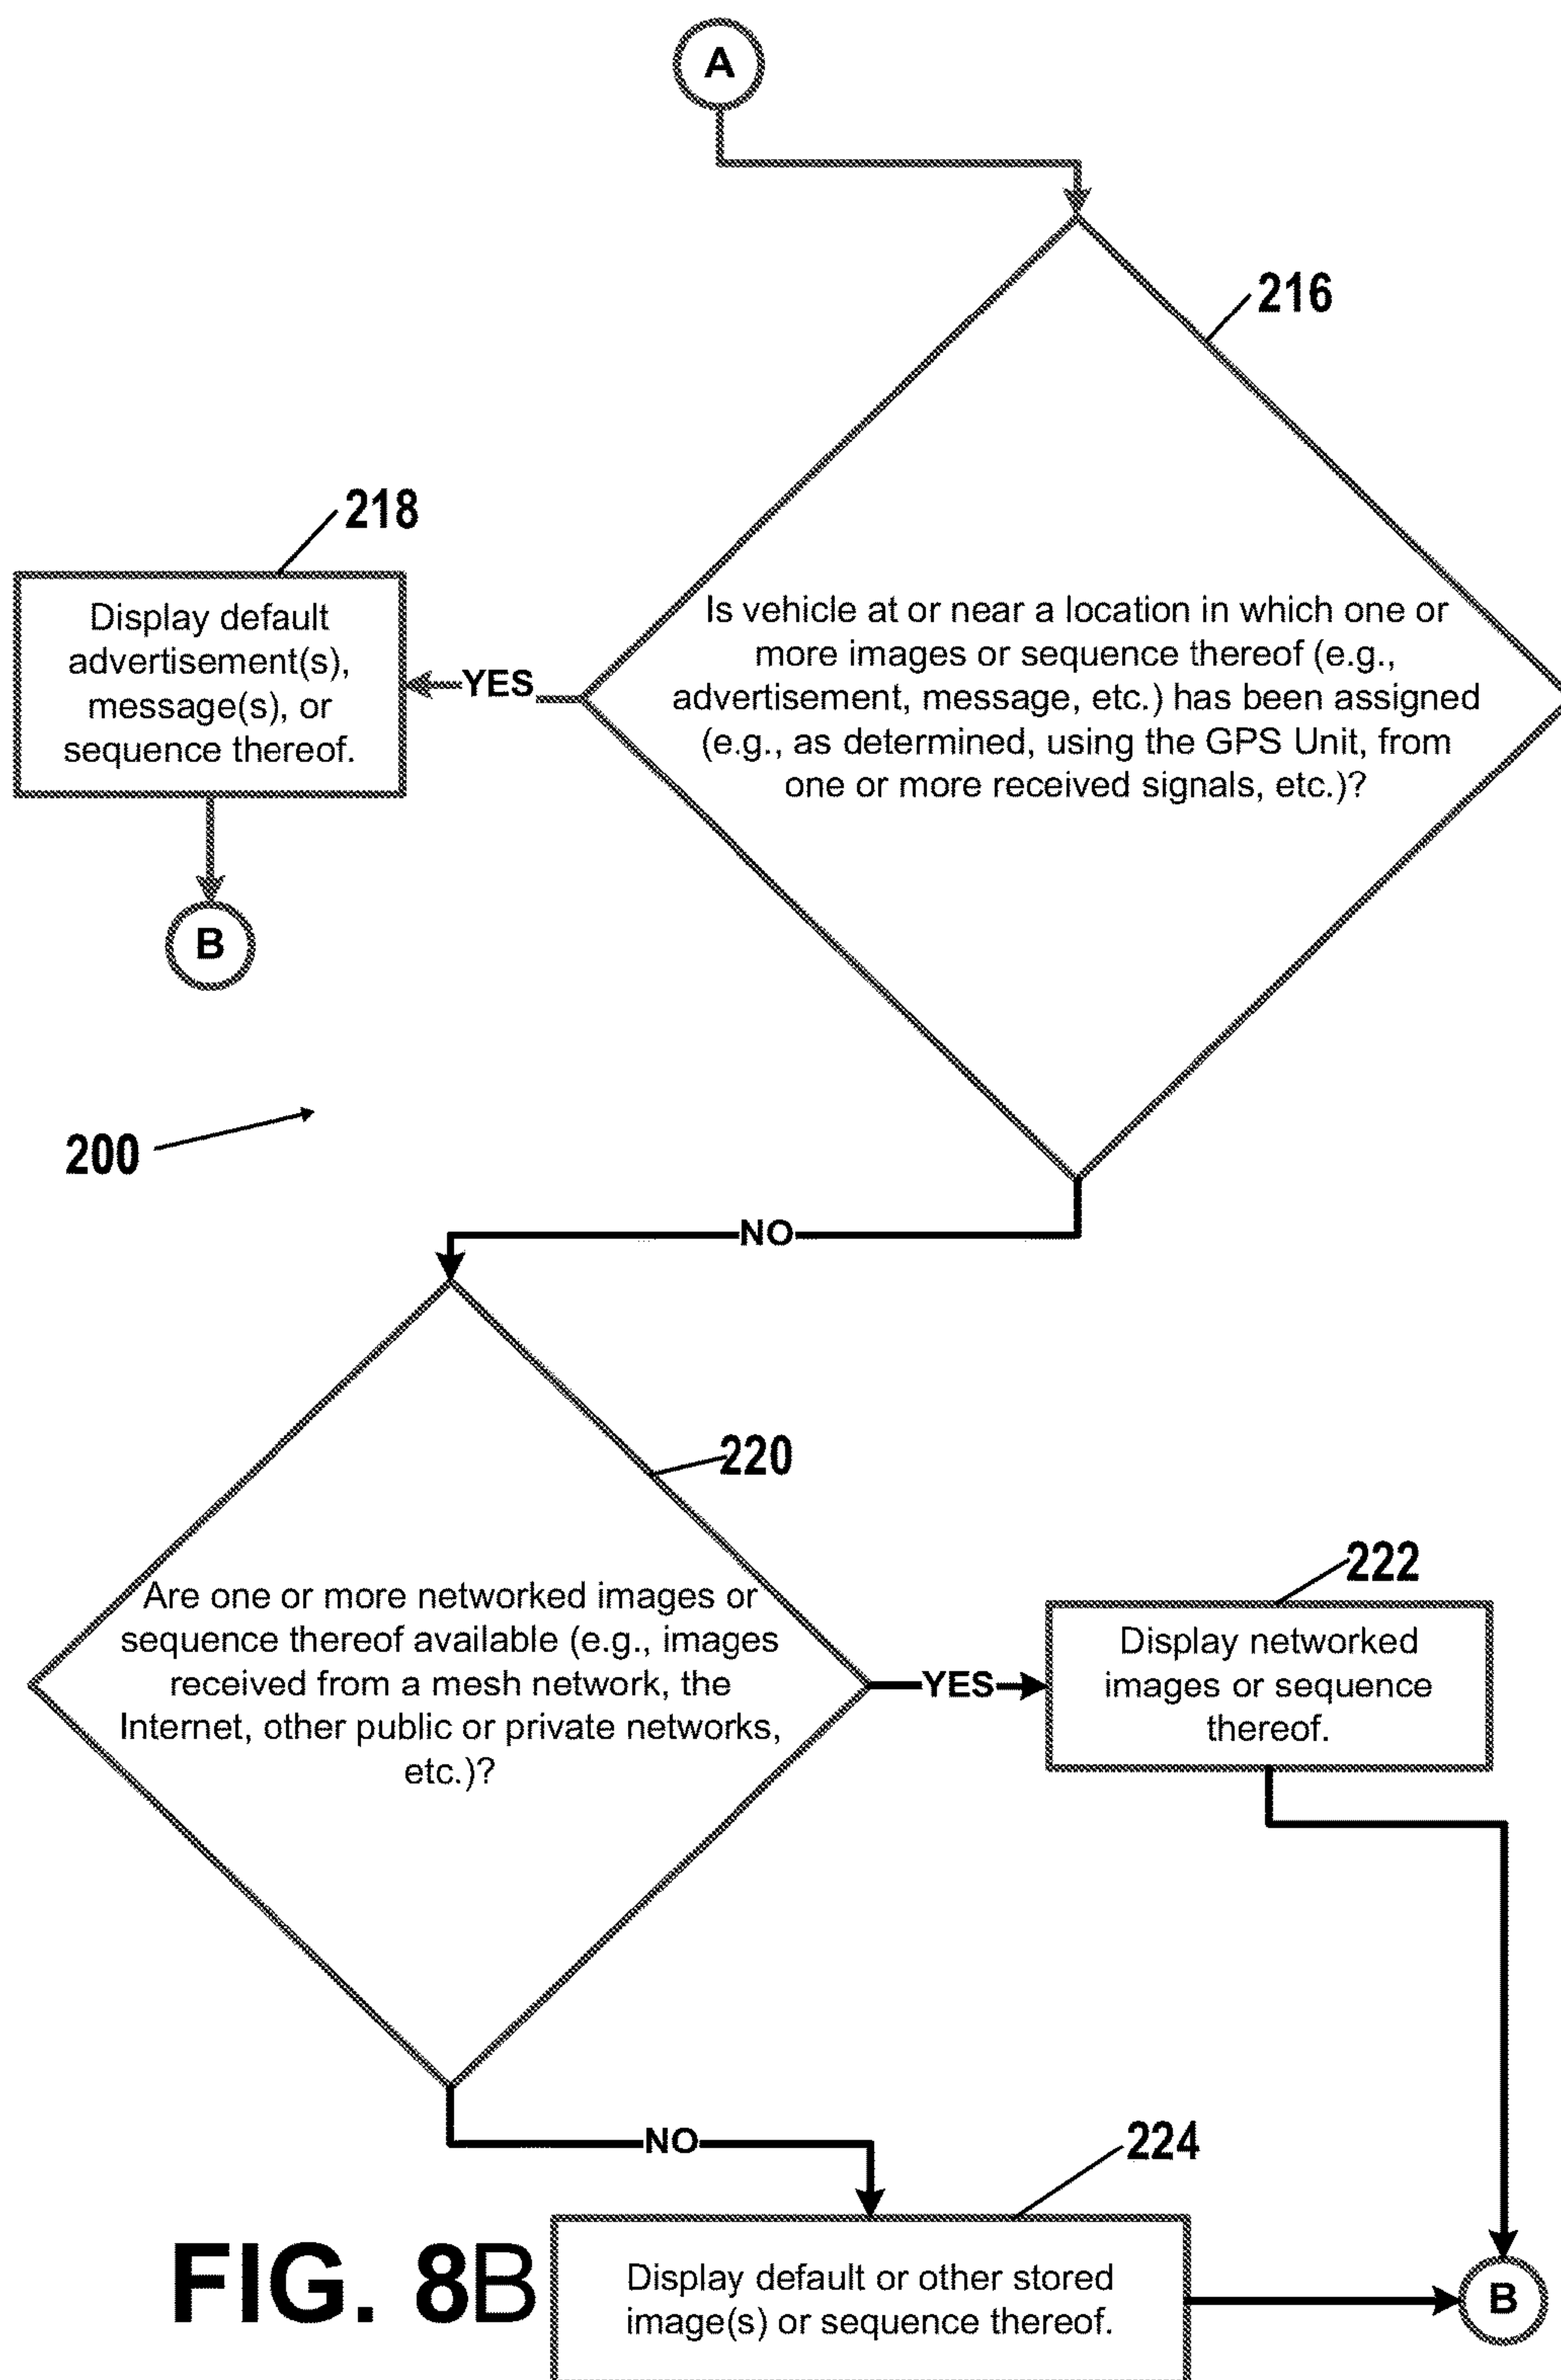 A
216
218
Display default
advertisement(s),
message(s), or
sequence thereof.
YES
Is vehicle at or near a location in which one or
more images or sequence thereof (e.g.,
advertisement, message, etc.) has been assigned
(e.g., as determined, using the GPS Unit, from
one or more received signals, etc.)?
B
200
NO
220
Are one or more networked images or
sequence thereof available (e.g., images
received from a mesh network, the
Internet, other public or private networks,
etc.)?
YES
222
Display networked
images or sequence
thereof.
NO
224
Display default or other stored
image(s) or sequence thereof.
B
FIG. 8B